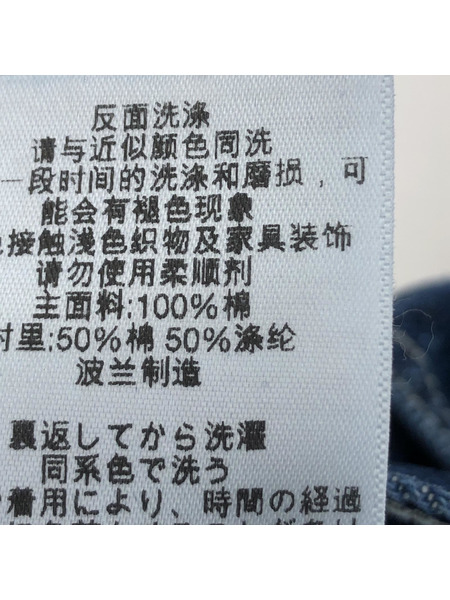 反面洗涤
请与近似颜色同洗
一段时间的洗涤和磨损，可
能会有褪色现象
接触浅色织物及家具装饰
请勿使用柔顺剂
主面料:100%棉
里:50%棉 50%涤纶
波兰制造
裏返してから洗濯
同系色で洗う
着用により、時間の経過